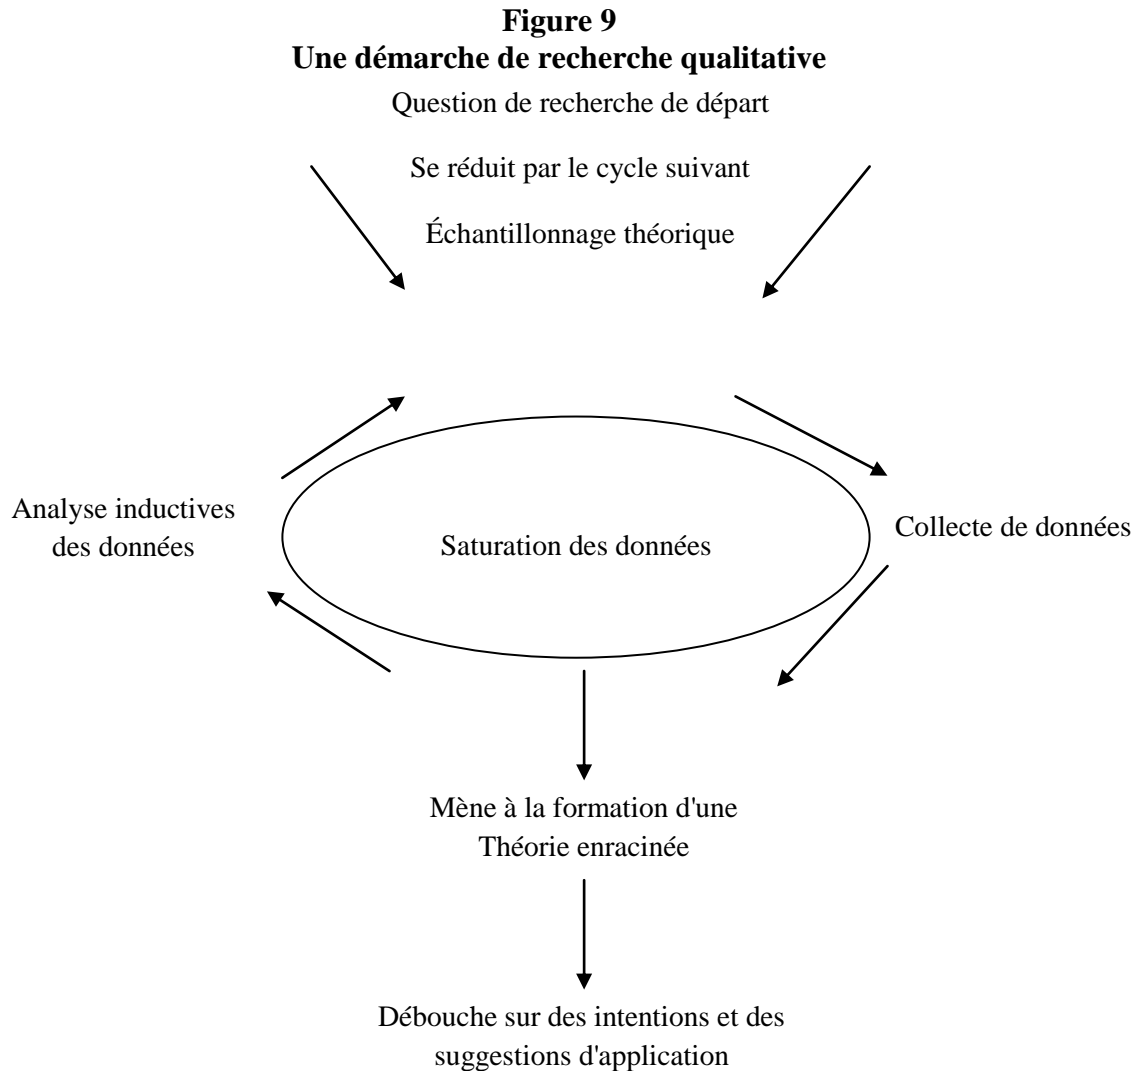 Figure 9
Une démarche de recherche qualitative
Question de recherche de départ
Se réduit par le cycle suivant
Échantillonnage théorique
Analyse inductives
des données
Saturation des données
Collecte de données
Mène à la formation d'une
Théorie enracinée
Débouche sur des intentions et des
suggestions d'application